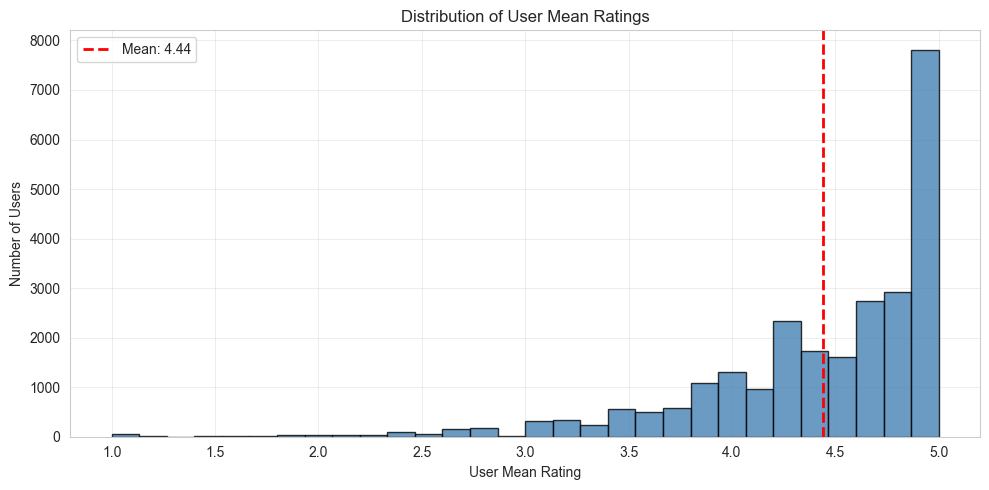 Distribution of User Mean Ratings
Mean: 4.44
8000
7000
6000
5000
4000
3000
2000
1000
0
Number of Users
1.0 1.5 2.0 2.5 3.0 3.5 4.0 4.5 5.0
User Mean Rating